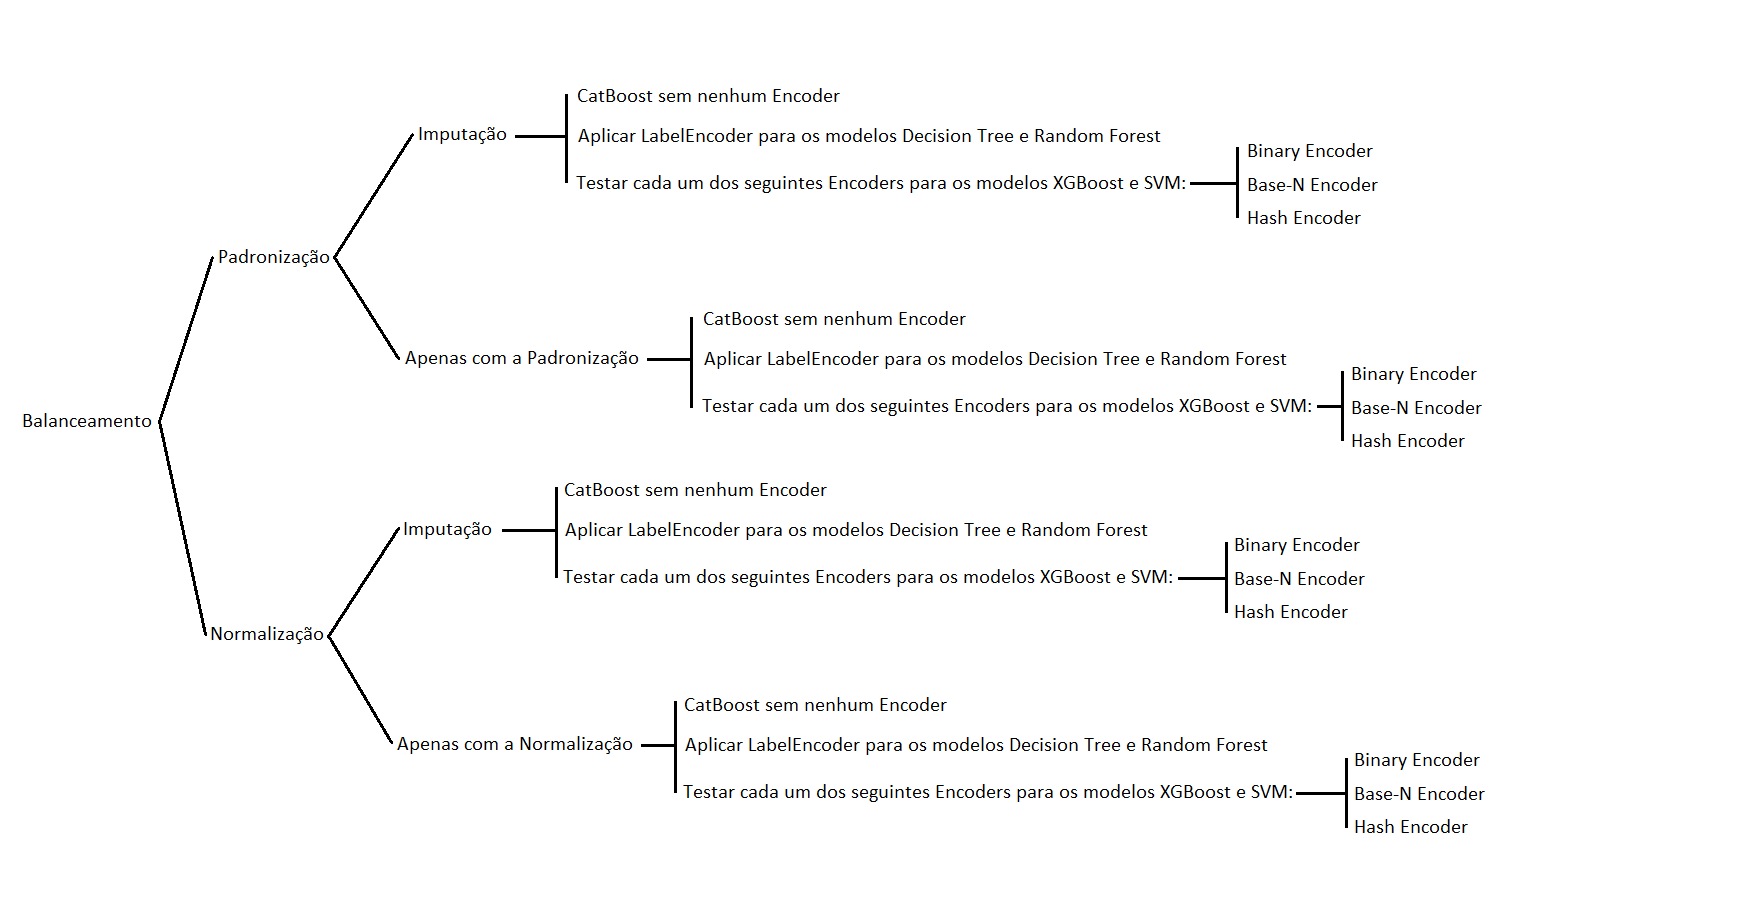 CatBoost sem nenhum Encoder
Imputação
Aplicar LabelEncoder para os modelos Decision Tree e Random Forest
Testar cada um dos seguintes Encoders para os modelos XGBoost e SVM:
Binary Encoder
Base-N Encoder
Hash Encoder
Padronização
CatBoost sem nenhum Encoder
Apenas com a Padronização
Aplicar LabelEncoder para os modelos Decision Tree e Random Forest
Testar cada um dos seguintes Encoders para os modelos XGBoost e SVM:
Binary Encoder
Base-N Encoder
Hash Encoder
Balanceamento
CatBoost sem nenhum Encoder
Imputação
Aplicar LabelEncoder para os modelos Decision Tree e Random Forest
Testar cada um dos seguintes Encoders para os modelos XGBoost e SVM:
Binary Encoder
Base-N Encoder
Hash Encoder
Normalização
CatBoost sem nenhum Encoder
Apenas com a Normalização
Aplicar LabelEncoder para os modelos Decision Tree e Random Forest
Testar cada um dos seguintes Encoders para os modelos XGBoost e SVM:
Binary Encoder
Base-N Encoder
Hash Encoder